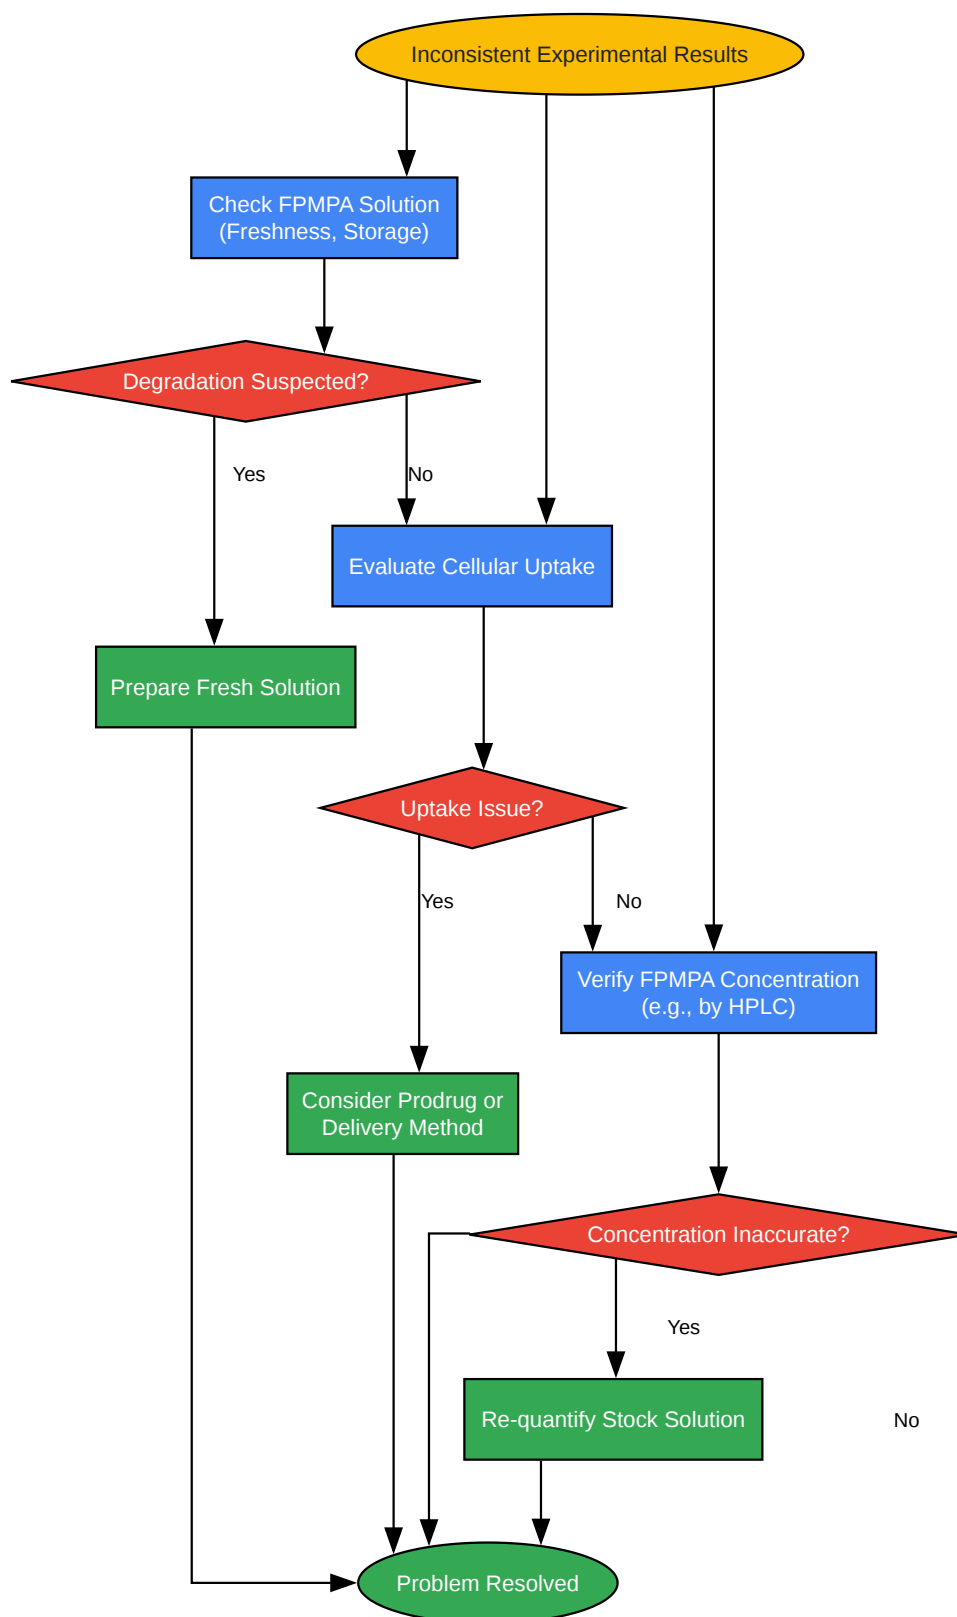 Inconsistent Experimental Results
Check FPMPA Solution
(Freshness, Storage)
Degradation Suspected?
Yes
No
Evaluate Cellular Uptake
Prepare Fresh Solution
Uptake Issue?
Yes
No
Verify FPMPA Concentration
(e.g., by HPLC)
Consider Prodrug or
Delivery Method
Concentration Inaccurate?
Yes
Re-quantify Stock Solution
No
Problem Resolved